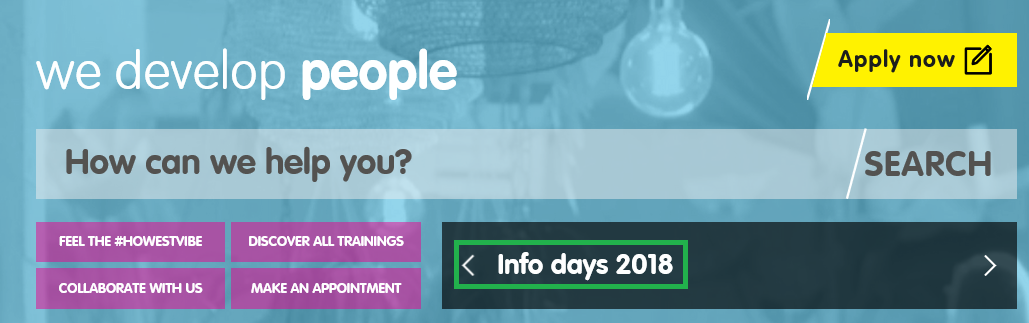 we develop people
Apply now
How can we help you?
SEARCH
FEEL THE #HOWESTVIBE
DISCOVER ALL TRAININGS
COLLABORATE WITH US
MAKE AN APPOINTMENT
Info days 2018